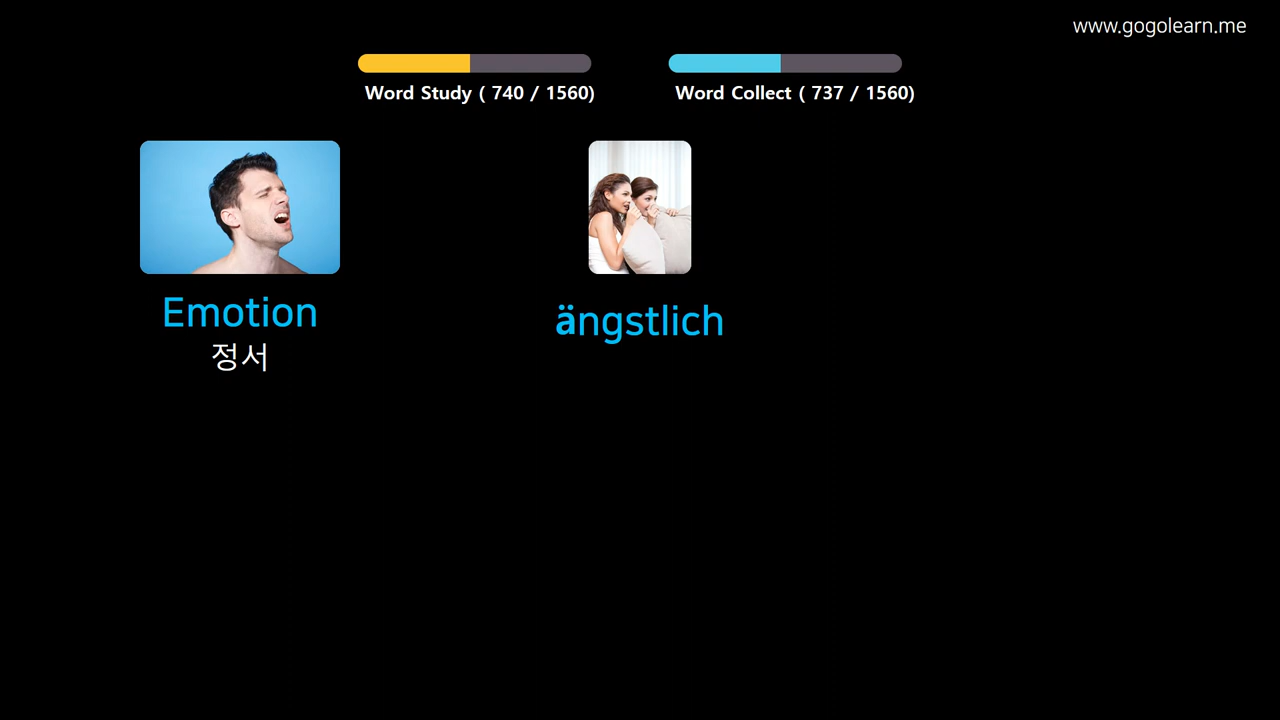 www.gogolearn.me
Word Study ( 740 / 1560)
Word Collect ( 737 / 1560)
Emotion
정서
ängstlich